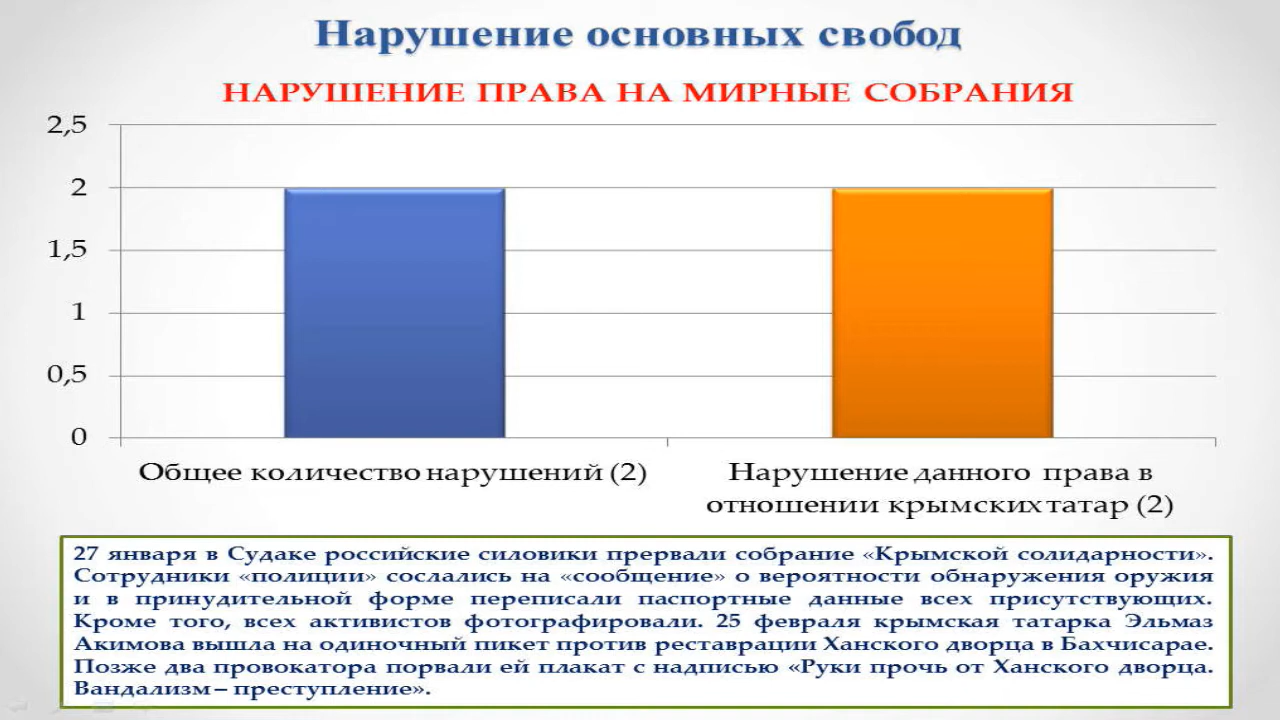 Нарушение основных свобод
НАРУШЕНИЕ ПРАВА НА МИРНЫЕ СОБРАНИЯ
2,5
2
1,5
1
0,5
0
Общее количество нарушений (2)
Нарушение данного права в
отношении крымских татар (2)
27 января в Судаке российские силовики прервали собрание «Крымской солидарности».
Сотрудники «полиции» сослались на «сообщение» о вероятности обнаружения оружия
и в принудительной форме переписали паспортные данные всех присутствующих.
Кроме того, всех активистов фотографировали. 25 февраля крымская татарка Эльмаз
Акимова вышла на одиночный пикет против реставрации Ханского дворца в Бахчисарае.
Позже два провокатора порвали ей плакат с надписью «Руки прочь от Ханского дворца.
Вандализм – преступление».